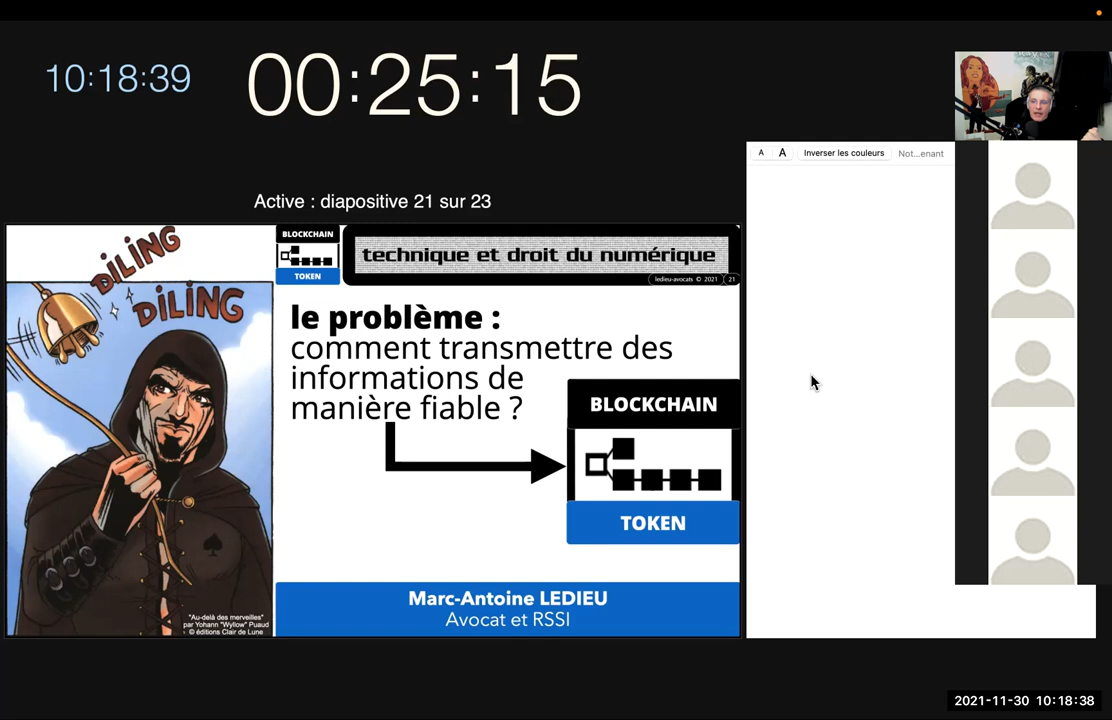 10:18:39
00:25:15
Active : diapositive 21 sur 23
A A Inverser les couleurs Not...enant
DILING
DILING
BLOCKCHAIN
TOKEN
technique et droit du numérique
ledieu-avocats © 2021 21
le problème :
comment transmettre des
informations de
manière fiable ?
BLOCKCHAIN
TOKEN
"Au-delà des merveilles"
par Yohann "Wyllow" Puaud
© éditions Clair de Lune
Marc-Antoine LEDIEU
Avocat et RSSI
2021-11-30 10:18:38